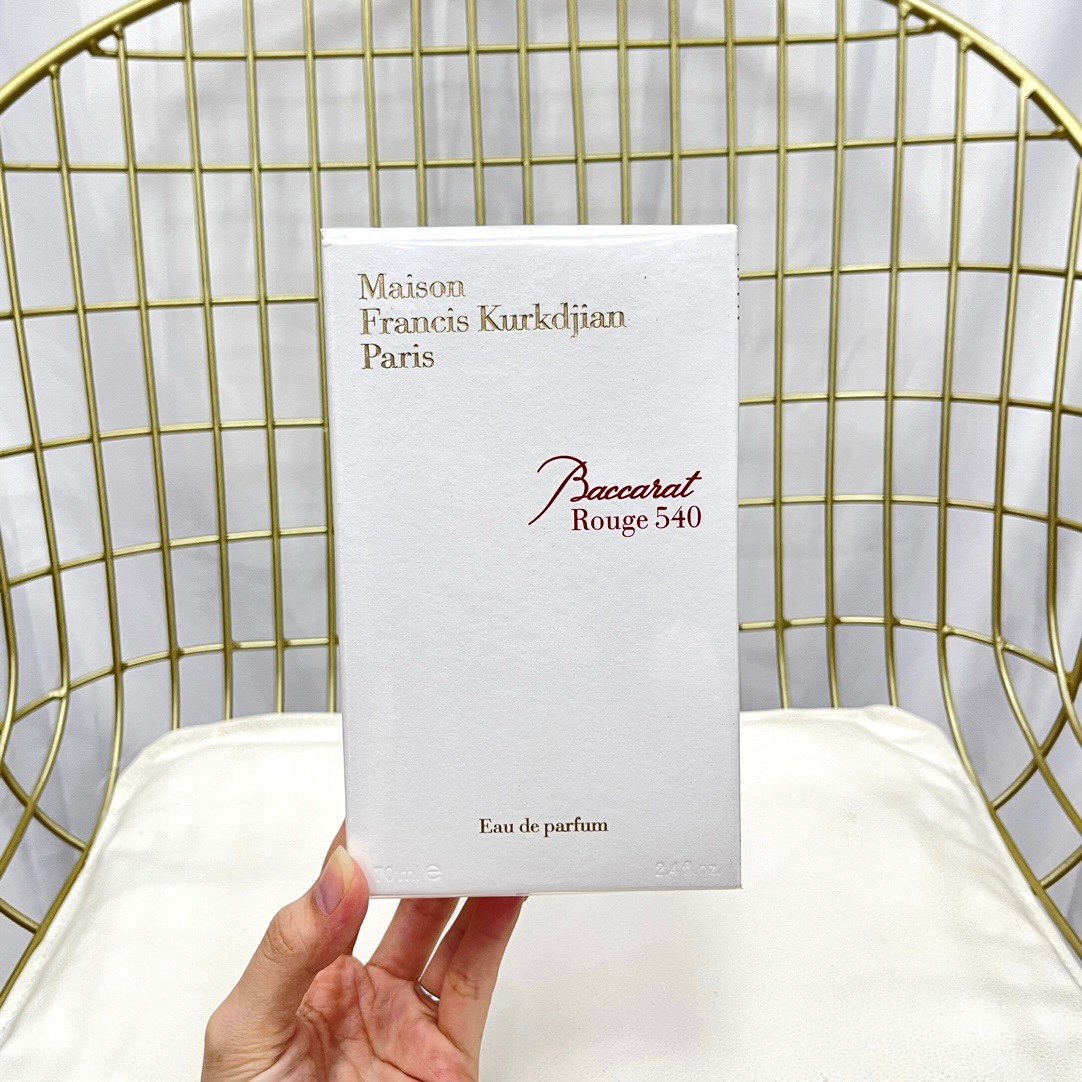 Maison
Francis Kurkdjian
Paris
Baccarat
Rouge 540
Eau de parfum
70 ml e 2.4 fl. oz.